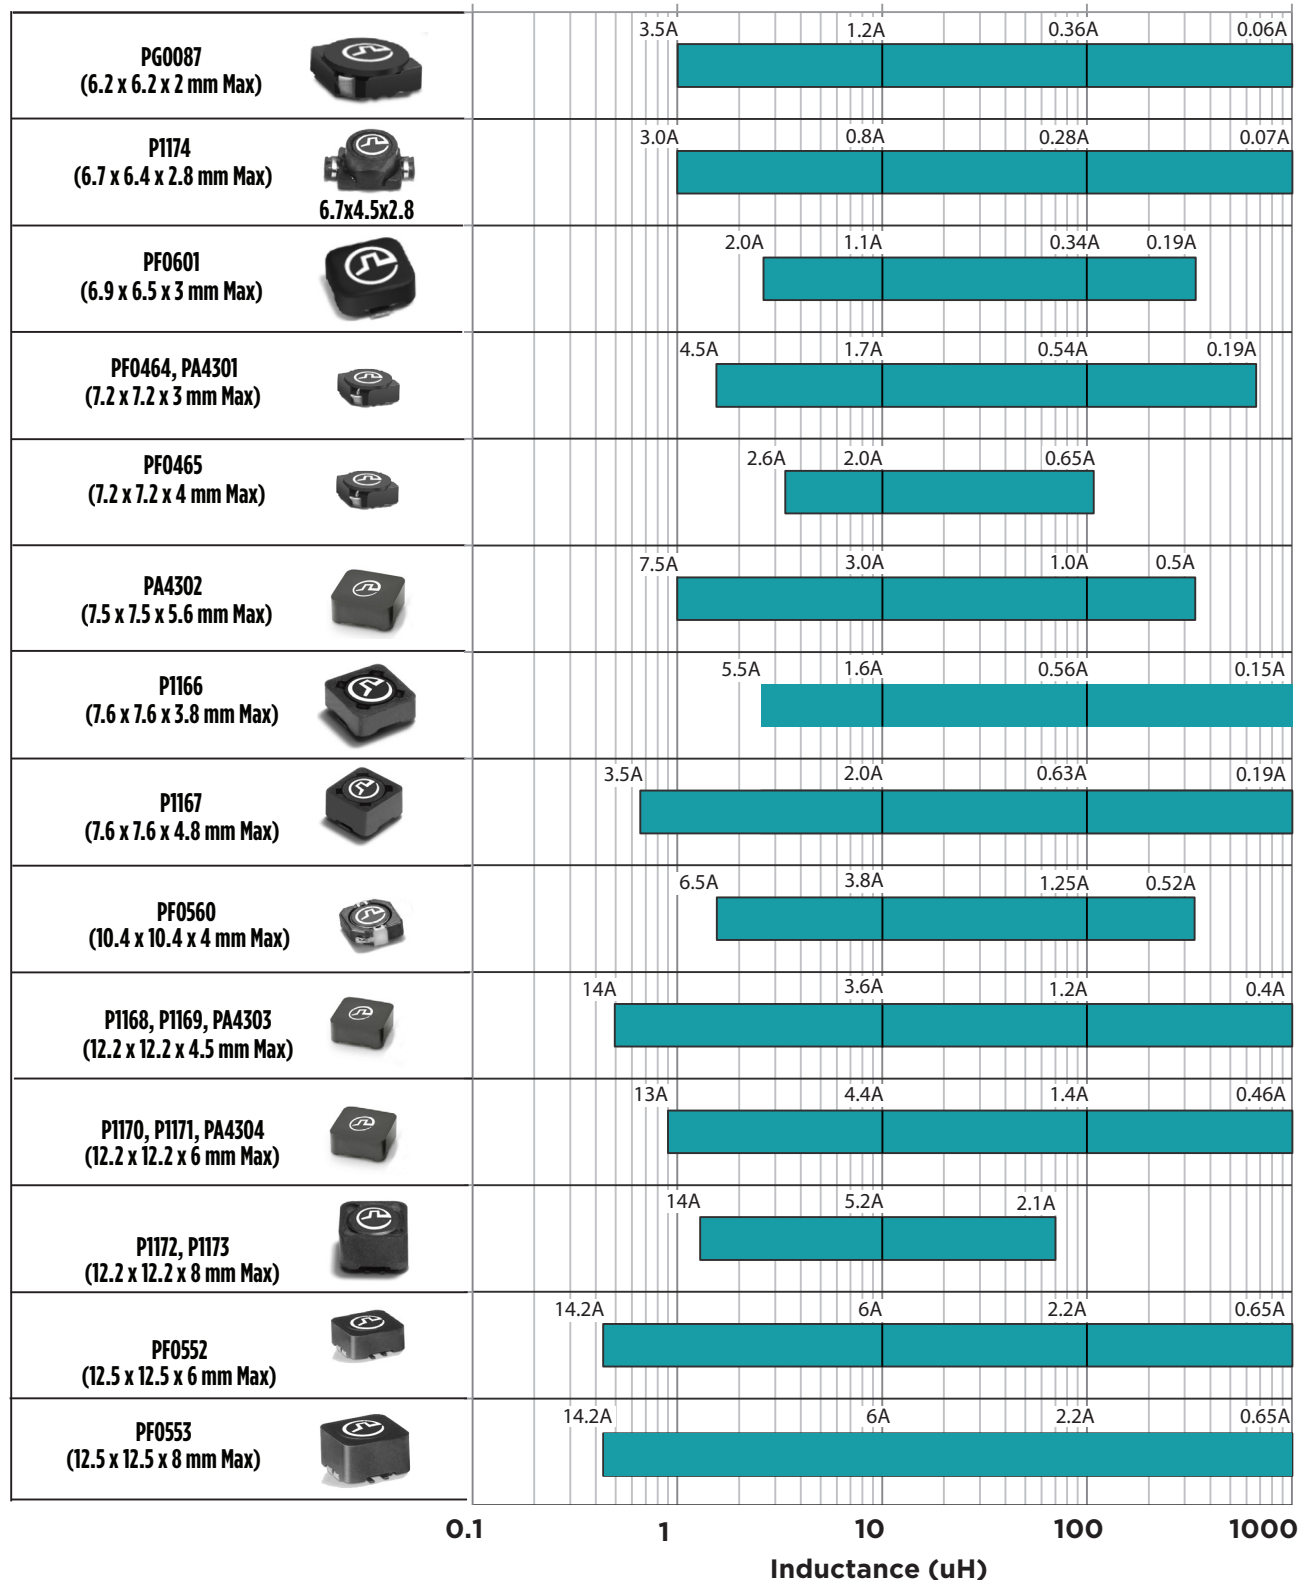 3.5A 1.2A 0.36A 0.06A
PG0087
(6.2 x 6.2 x 2 mm Max)
3.0A 0.8A 0.28A 0.07A
P1174
(6.7 x 6.4 x 2.8 mm Max)
6.7x4.5x2.8
2.0A 1.1A 0.34A 0.19A
PF0601
(6.9 x 6.5 x 3 mm Max)
4.5A 1.7A 0.54A 0.19A
PF0464, PA4301
(7.2 x 7.2 x 3 mm Max)
2.6A 2.0A 0.65A
PF0465
(7.2 x 7.2 x 4 mm Max)
7.5A 3.0A 1.0A 0.5A
PA4302
(7.5 x 7.5 x 5.6 mm Max)
5.5A 1.6A 0.56A 0.15A
P1166
(7.6 x 7.6 x 3.8 mm Max)
3.5A 2.0A 0.63A 0.19A
P1167
(7.6 x 7.6 x 4.8 mm Max)
6.5A 3.8A 1.25A 0.52A
PF0560
(10.4 x 10.4 x 4 mm Max)
14A 3.6A 1.2A 0.4A
P1168, P1169, PA4303
(12.2 x 12.2 x 4.5 mm Max)
13A 4.4A 1.4A 0.46A
P1170, P1171, PA4304
(12.2 x 12.2 x 6 mm Max)
14A 5.2A 2.1A
P1172, P1173
(12.2 x 12.2 x 8 mm Max)
14.2A 6A 2.2A 0.65A
PF0552
(12.5 x 12.5 x 6 mm Max)
14.2A 6A 2.2A 0.65A
PF0553
(12.5 x 12.5 x 8 mm Max)
0.1 1 10 100 1000
Inductance (uH)